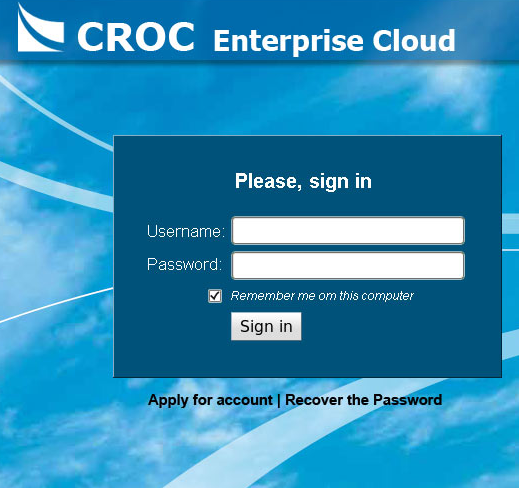 CROC Enterprise Cloud
Please, sign in
Username:
Password:
Remember me om this computer
Sign in
Apply for account | Recover the Password